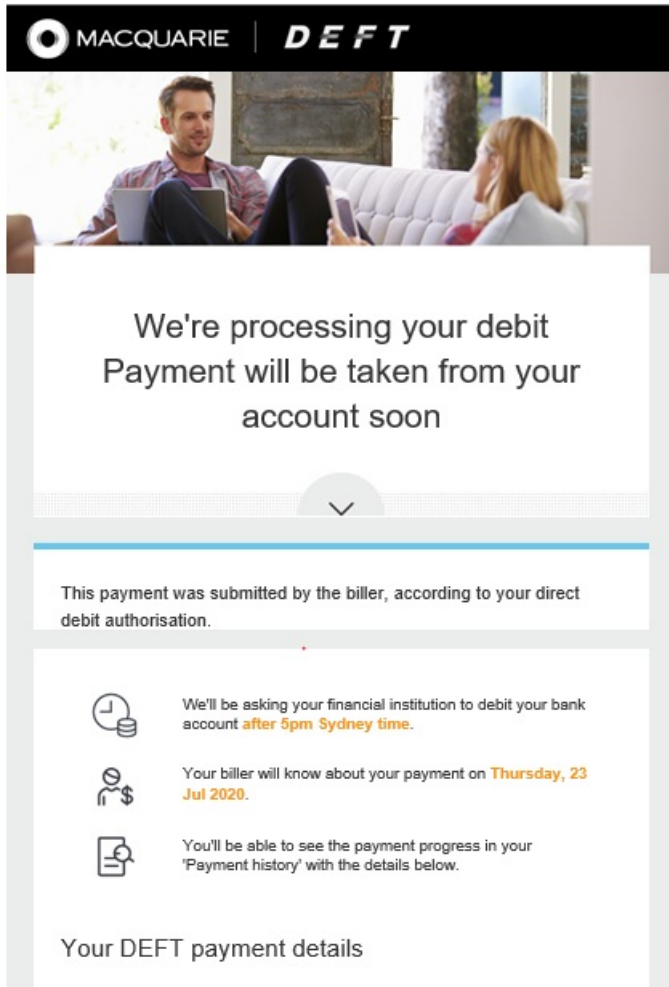 MACQUARIE | DEFT
We're processing your debit
Payment will be taken from your
account soon
This payment was submitted by the biller, according to your direct
debit authorisation.
We'll be asking your financial institution to debit your bank
account after 5pm Sydney time.
Your biller will know about your payment on Thursday, 23
Jul 2020.
You'll be able to see the payment progress in your
'Payment history' with the details below.
Your DEFT payment details